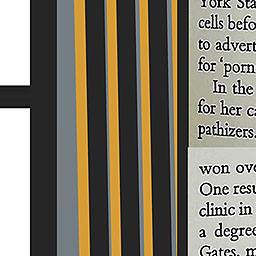 York Sta
cells befo
to advert
for 'porn
In the
for her ca
pathizers.
won ove
One resu
clinic in
a degree
Gates, m